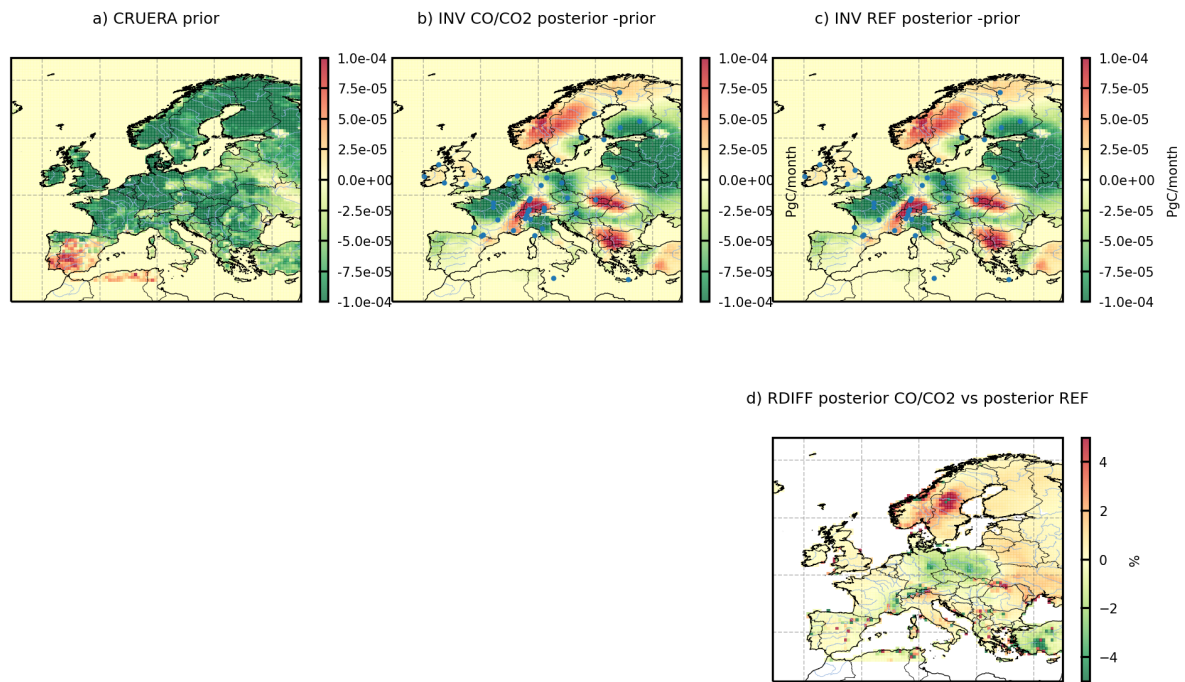 a) CRUERA prior
b) INV CO/CO2 posterior -prior
c) INV REF posterior -prior
1.0e-04
7.5e-05
5.0e-05
2.5e-05
0.0e+00
-2.5e-05
-5.0e-05
-7.5e-05
-1.0e-04
1.0e-04
7.5e-05
5.0e-05
2.5e-05
0.0e+00
-2.5e-05
-5.0e-05
-7.5e-05
-1.0e-04
PgC/month
1.0e-04
7.5e-05
5.0e-05
2.5e-05
0.0e+00
-2.5e-05
-5.0e-05
-7.5e-05
-1.0e-04
PgC/month
d) RDIFF posterior CO/CO2 vs posterior REF
4
2
0
−2
−4
%